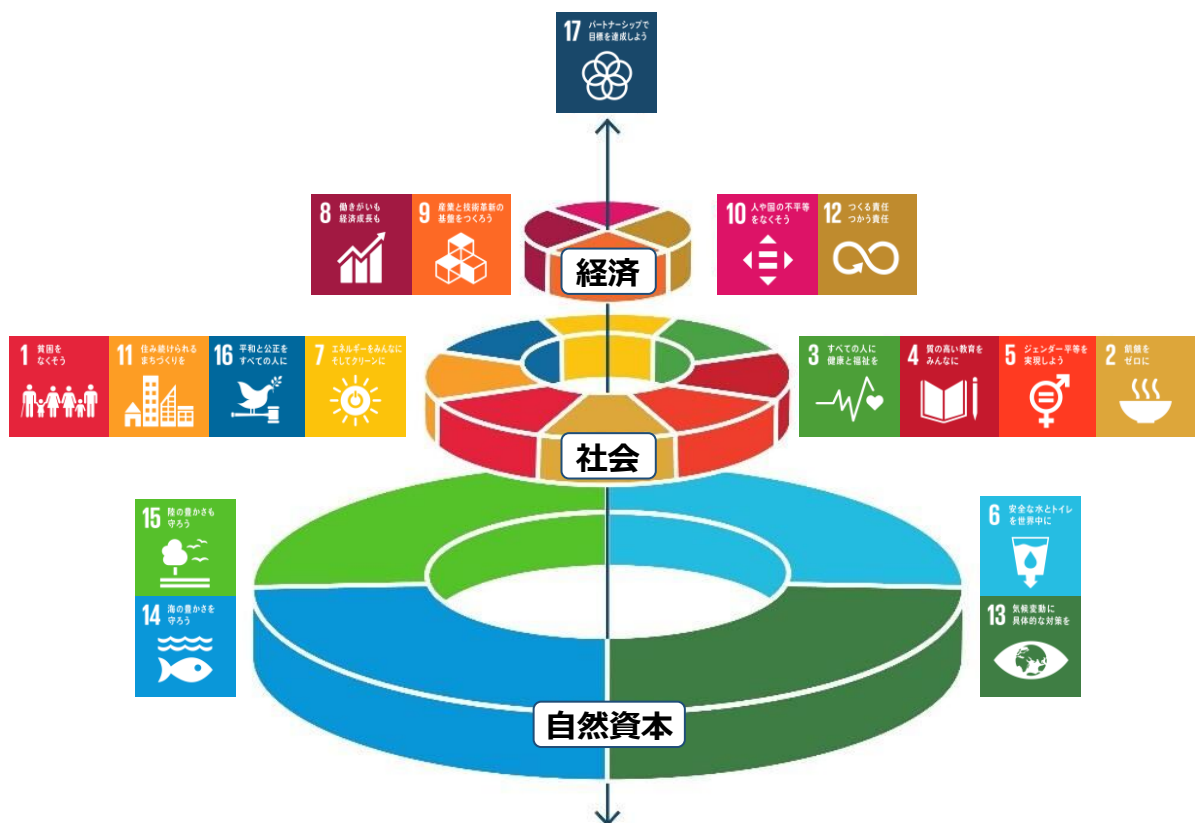 17 パートナーシップで
目標を達成しよう
8 働きがいも
経済成長も
9 産業と技術革新の
基盤をつくろう
10 人や国の不平等
をなくそう
12 つくる責任
つかう責任
経済
1 貧困を
なくそう
11 住み続けられる
まちづくりを
16 平和と公正を
すべての人に
7 エネルギーをみんなに
そしてクリーンに
3 すべての人に
健康と福祉を
4 質の高い教育を
みんなに
5 ジェンダー平等を
実現しよう
2 飢餓を
ゼロに
社会
15 陸の豊かさも
守ろう
6 安全な水とトイレ
を世界中に
14 海の豊かさを
守ろう
13 気候変動に
具体的な対策を
自然資本